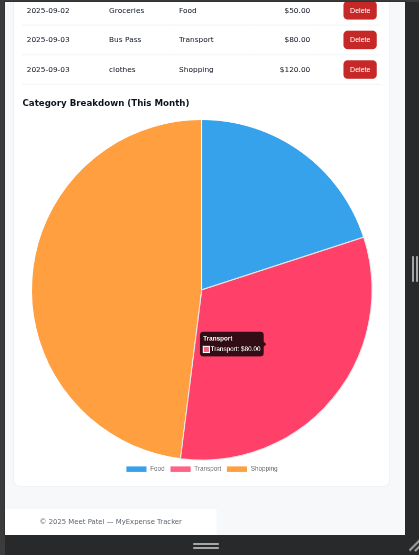 2025-09-02 Groceries Food $50.00 Delete
2025-09-03 Bus Pass Transport $80.00 Delete
2025-09-03 clothes Shopping $120.00 Delete
Category Breakdown (This Month)
Transport
Transport: $80.00
Food Transport Shopping
© 2025 Meet Patel — MyExpense Tracker